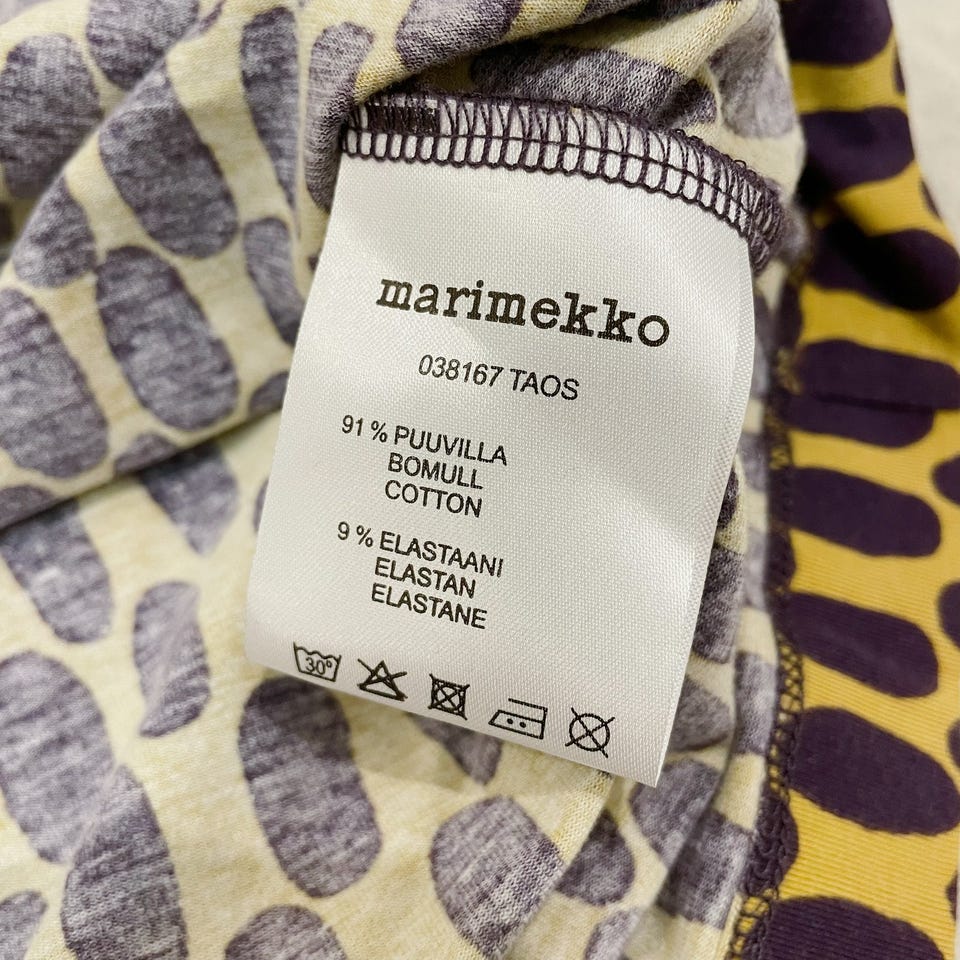 marimekko
038167 TAOS
91 % PUUVILLA
BOMULL
COTTON
9 % ELASTAANI
ELASTAN
ELASTANE
30°